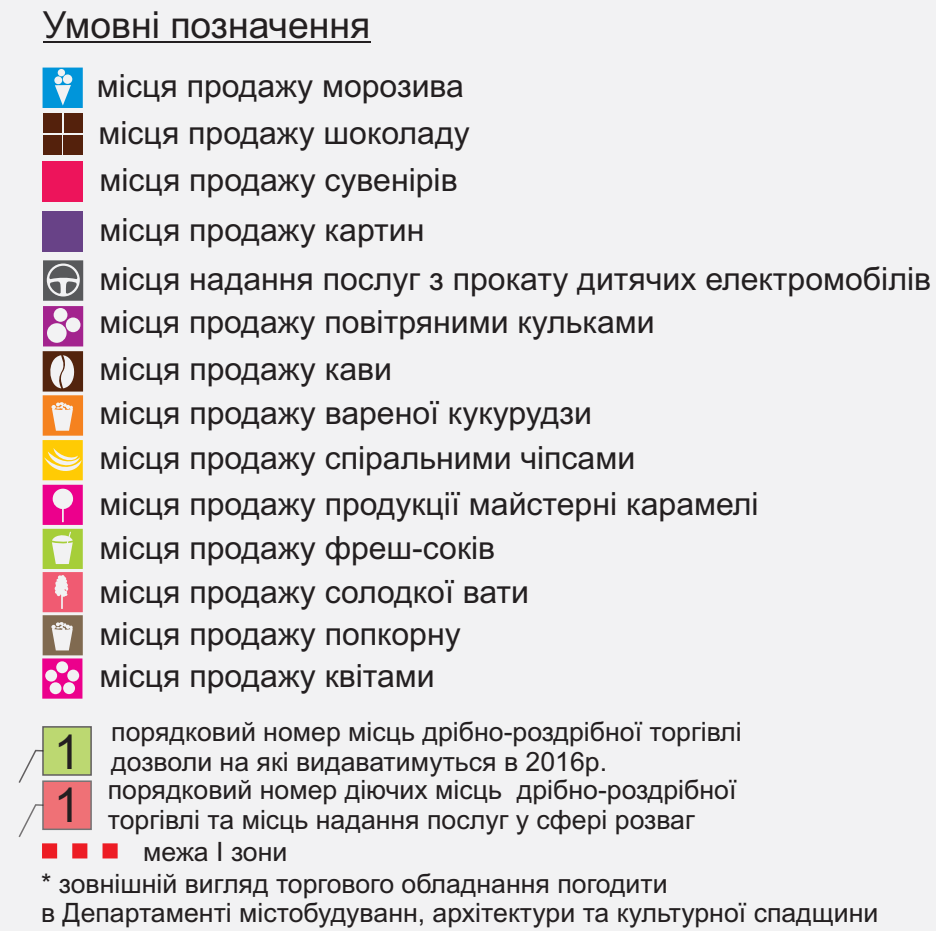 Умовні позначення
місця продажу морозива
місця продажу шоколаду
місця продажу сувенірів
місця продажу картин
місця надання послуг з прокату дитячих електромобілів
місця продажу повітряними кульками
місця продажу кави
місця продажу вареної кукурудзи
місця продажу спіральними чіпсами
місця продажу продукції майстерні карамелі
місця продажу фреш-соків
місця продажу солодкої вати
місця продажу попкорну
місця продажу квітами
1 порядковий номер місць дрібно-роздрібної торгівлі
дозволи на які видаватимуться в 2016р.
1 порядковий номер діючих місць дрібно-роздрібної
торгівлі та місць надання послуг у сфері розваг
межа І зони
* зовнішній вигляд торгового обладнання погодити
в Департаменті містобудуванн, архітектури та культурної спадщини